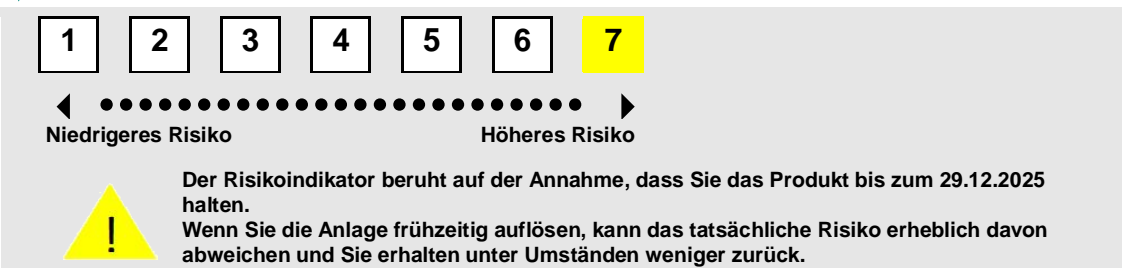 1 2 3 4 5 6 7
Niedrigeres Risiko Höheres Risiko
Der Risikoindikator beruht auf der Annahme, dass Sie das Produkt bis zum 29.12.2025
halten.
Wenn Sie die Anlage frühzeitig auflösen, kann das tatsächliche Risiko erheblich davon
abweichen und Sie erhalten unter Umständen weniger zurück.
!